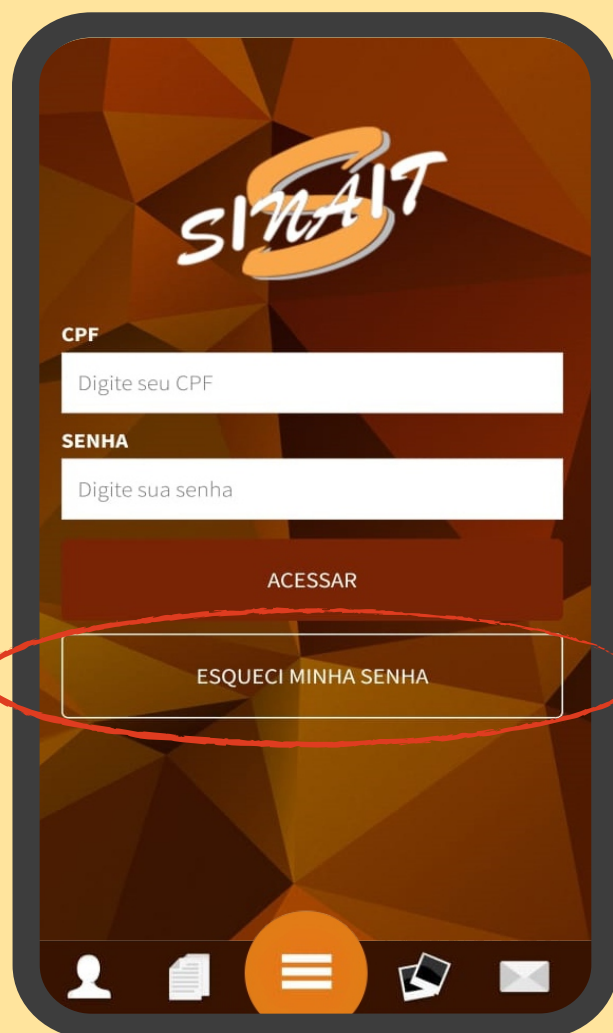 SINAIT
CPF
Digite seu CPF
SENHA
Digite sua senha
ACESSAR
ESQUECI MINHA SENHA